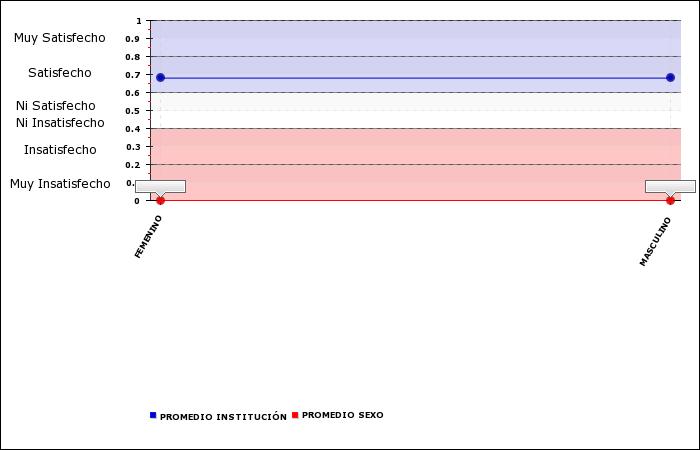 1
Muy Satisfecho
0.9
0.8
Satisfecho
0.7
0.6
Ni Satisfecho
0.5
Ni Insatisfecho
0.4
Insatisfecho
0.3
0.2
Muy Insatisfecho
0.
0
FEMENINO
MASCULINO
PROMEDIO INSTITUCIÓN
PROMEDIO SEXO